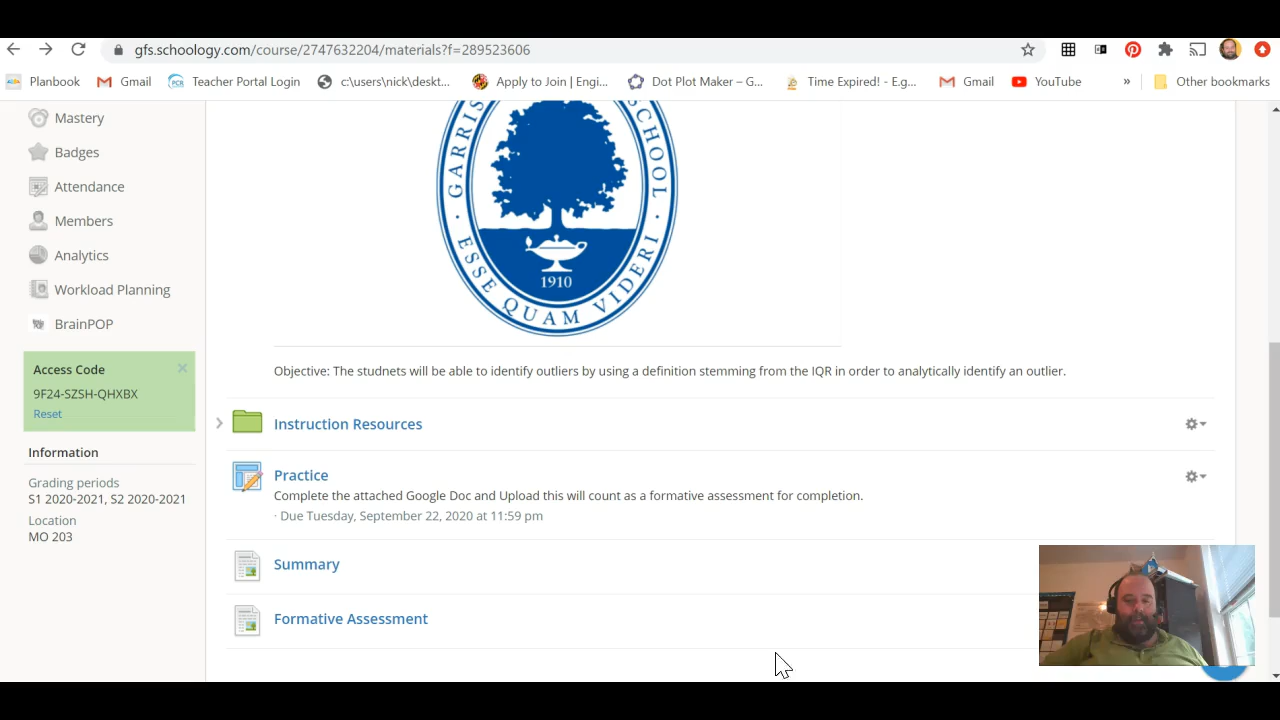 gfs.schoology.com/course/2747632204/materials?f=289523606
Planbook
Gmail
Teacher Portal Login
c:\users\nick\deskt...
Apply to Join | Engi...
Dot Plot Maker – G...
Time Expired! - E.g...
Gmail
YouTube
»
Other bookmarks
Mastery
Badges
Attendance
Members
Analytics
Workload Planning
BrainPOP
Access Code
9F24-SZSH-QHXBX
Reset
Information
Grading periods
S1 2020-2021, S2 2020-2021
Location
MO 203
GARRIS
SCHOOL
1910
· ESSE QUAM VIDERI ·
Objective: The studnets will be able to identify outliers by using a definition stemming from the IQR in order to analytically identify an outlier.
Instruction Resources
Practice
Complete the attached Google Doc and Upload this will count as a formative assessment for completion.
· Due Tuesday, September 22, 2020 at 11:59 pm
Summary
Formative Assessment